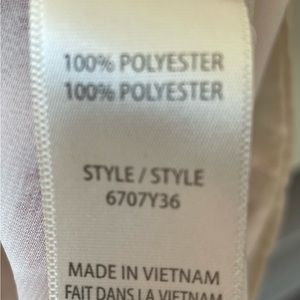 100% POLYESTER
100% POLYESTER
STYLE / STYLE
6707Y36
MADE IN VIETNAM
FAIT DANS LA VIETNAM